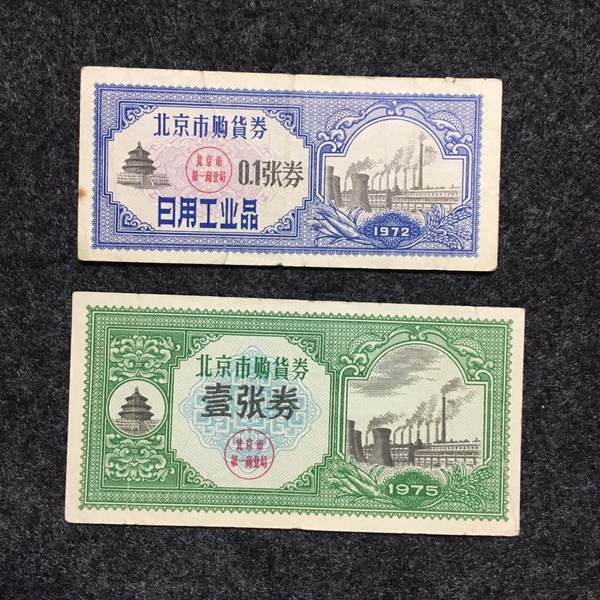 北京市购货券
北京市
第一商业局
0.1张券
日用工业品
1972
北京市购货券
壹张券
北京市
第一商业局
1975